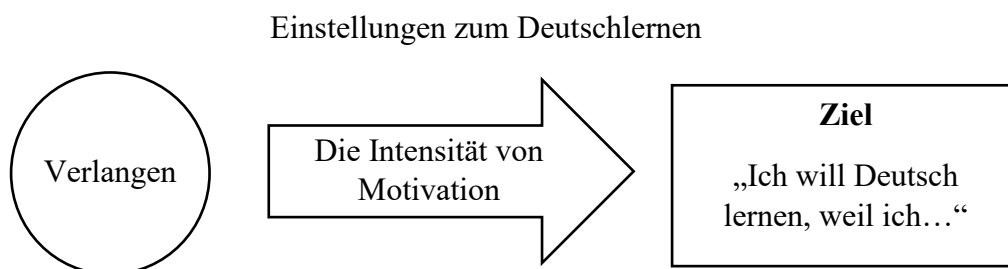 Einstellungen zum Deutschlernen
Verlangen
Die Intensität von
Motivation
Ziel
„Ich will Deutsch
lernen, weil ich…“